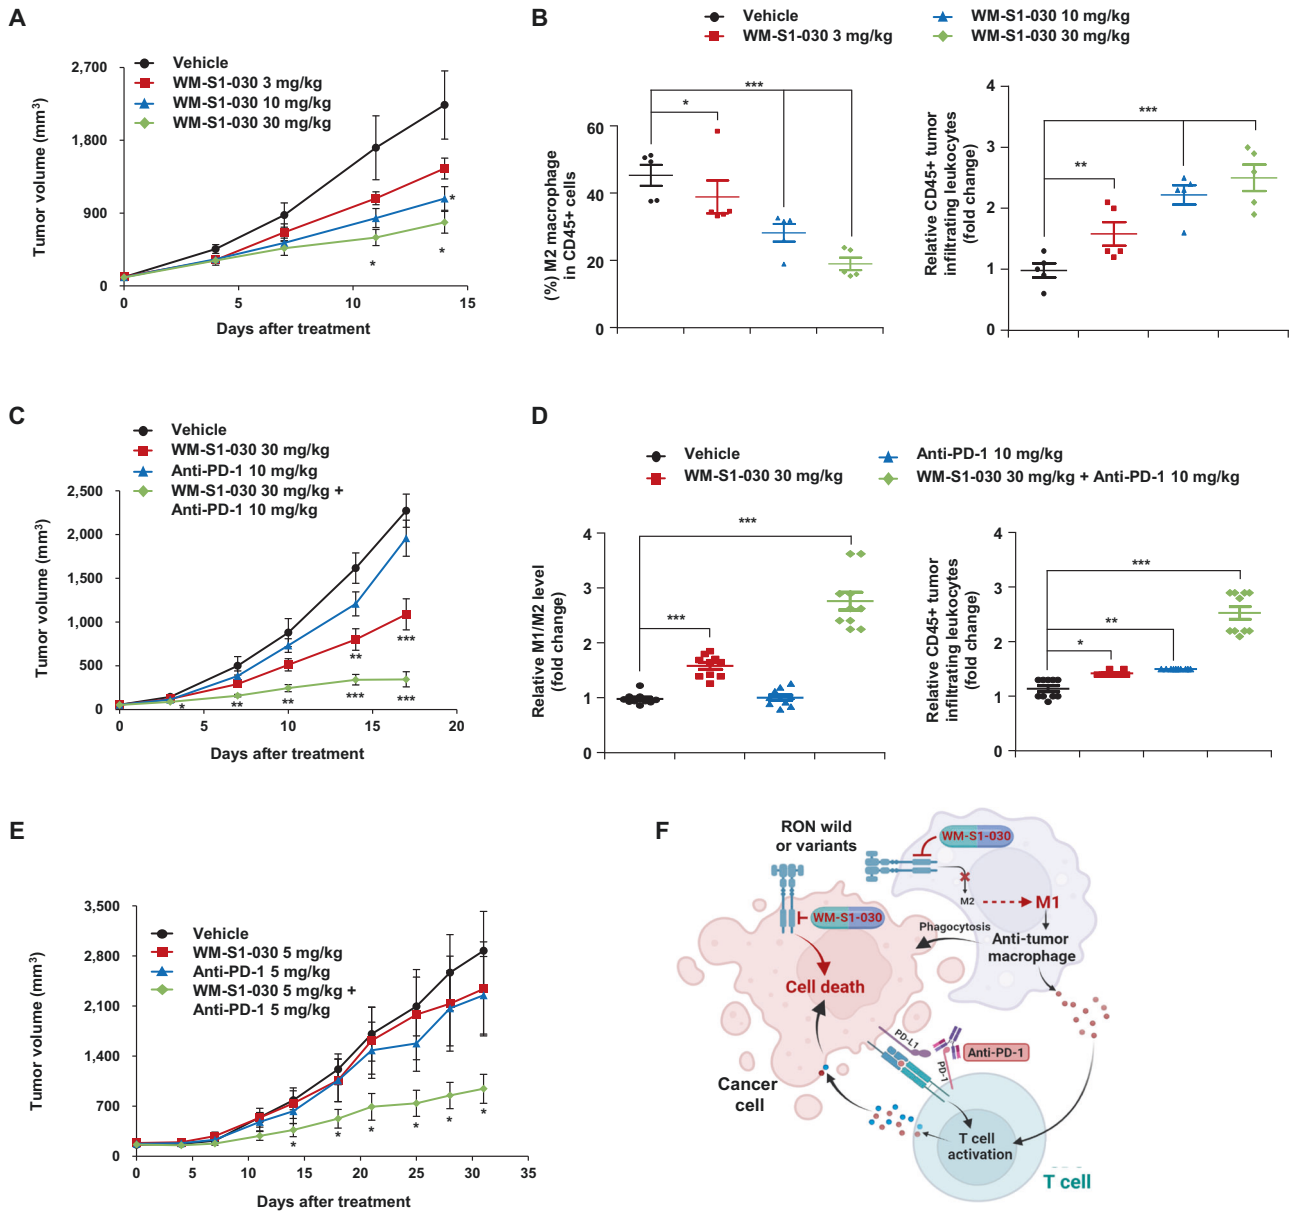 A
Vehicle
WM-S1-030 3 mg/kg
WM-S1-030 10 mg/kg
WM-S1-030 30 mg/kg
Tumor volume (mm³)
2,700
1,800
900
0
0 5 10 15
Days after treatment
*
*
*
B
Vehicle
WM-S1-030 3 mg/kg
WM-S1-030 10 mg/kg
WM-S1-030 30 mg/kg
(%) M2 macrophage
in CD45+ cells
60
40
20
0
*
***
Relative CD45+ tumor
infiltrating leukocytes
(fold change)
4
3
2
1
0
**
***
C
Vehicle
WM-S1-030 30 mg/kg
Anti-PD-1 10 mg/kg
WM-S1-030 30 mg/kg +
Anti-PD-1 10 mg/kg
Tumor volume (mm³)
2,500
2,000
1,500
1,000
500
0
0 5 10 15 20
Days after treatment
*
**
**
**
***
***
***
D
Vehicle
WM-S1-030 30 mg/kg
Anti-PD-1 10 mg/kg
WM-S1-030 30 mg/kg + Anti-PD-1 10 mg/kg
Relative M1/M2 level
(fold change)
4
3
2
1
0
***
***
Relative CD45+ tumor
infiltrating leukocytes
(fold change)
4
3
2
1
0
***
**
*
E
Vehicle
WM-S1-030 5 mg/kg
Anti-PD-1 5 mg/kg
WM-S1-030 5 mg/kg +
Anti-PD-1 5 mg/kg
Tumor volume (mm³)
3,500
2,800
2,100
1,400
700
0
0 5 10 15 20 25 30 35
Days after treatment
* * * * * *
F
RON wild
or variants
WM-S1-030
M2
M1
WM-S1-030
Phagocytosis
Anti-tumor
macrophage
Cell death
PD-L1
PD-1
Anti-PD-1
Cancer
cell
T cell
activation
T cell